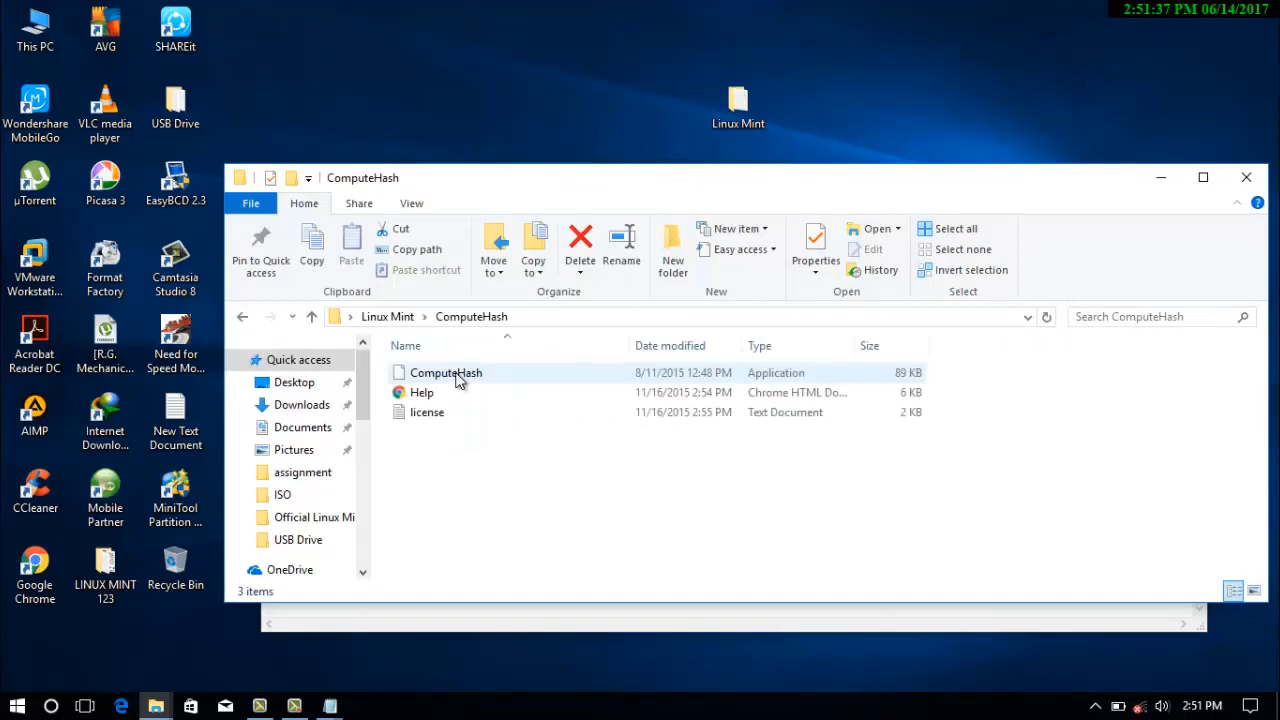 2:51:37 PM 06/14/2017
This PC
AVG
SHAREit
Wondershare
MobileGo
VLC media
player
USB Drive
Linux Mint
µTorrent
Picasa 3
EasyBCD 2.3
VMware
Workstati...
Format
Factory
Camtasia
Studio 8
Acrobat
Reader DC
[R.G.
Mechanic...
Need for
Speed Mo...
AIMP
Internet
Downlo...
New Text
Document
CCleaner
Mobile
Partner
MiniTool
Partition ...
Google
Chrome
LINUX MINT
123
Recycle Bin
ComputeHash
File
Home
Share
View
Pin to Quick
access
Copy
Paste
Cut
Copy path
Paste shortcut
Clipboard
Move
to
Copy
to
Delete
Rename
Organize
New
folder
New item
Easy access
New
Properties
Open
Edit
History
Open
Select all
Select none
Invert selection
Select
Linux Mint
ComputeHash
Search ComputeHash
Quick access
Desktop
Downloads
Documents
Pictures
assignment
ISO
Official Linux Mi
USB Drive
OneDrive
Name Date modified Type Size
ComputeHash 8/11/2015 12:48 PM Application 89 KB
Help 11/16/2015 2:54 PM Chrome HTML Do... 6 KB
license 11/16/2015 2:55 PM Text Document 2 KB
3 items
2:51 PM